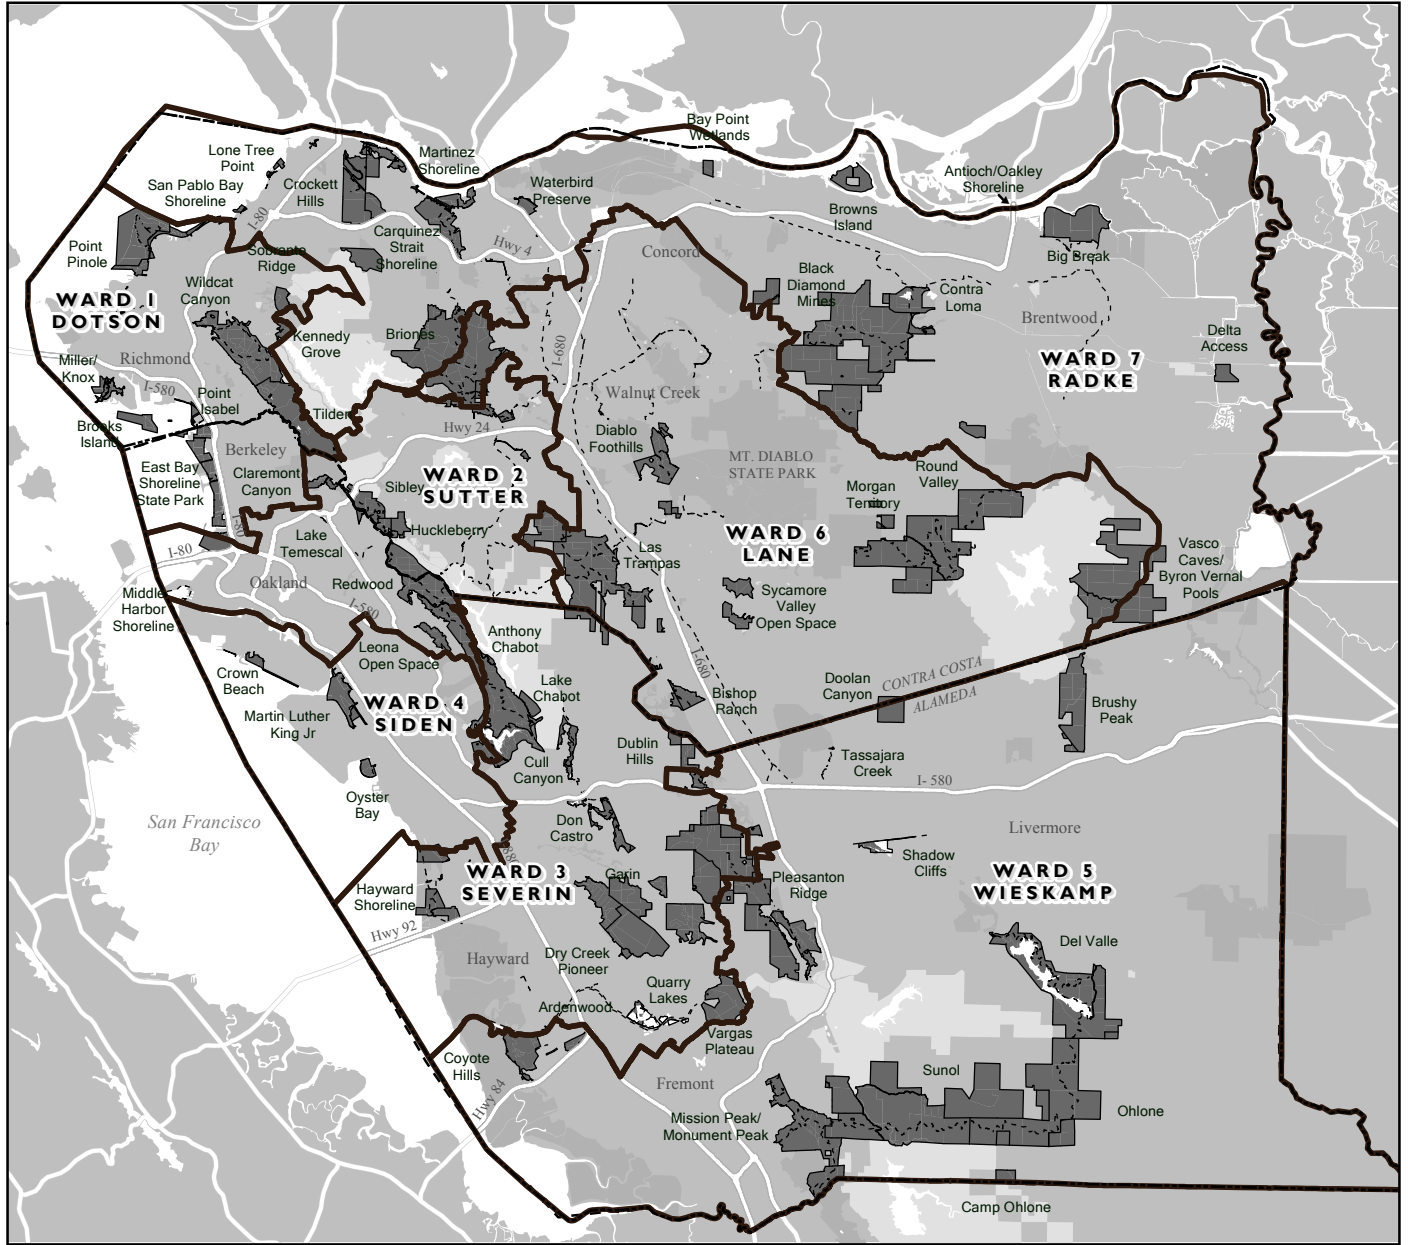 Bay Point
Wetlands
Lone Tree
Point
Martinez
Shoreline
San Pablo Bay
Shoreline
Crockett
Hills
Waterbird
Preserve
Antioch/Oakley
Shoreline
I-80
Browns
Island
Point
Pinole
Carquinez
Strait
Shoreline
Hwy 4
Concord
Sobrante
Ridge
Big Break
Wildcat
Canyon
Black
Diamond
Mines
Contra
Loma
WARD 1
DOTSON
Kennedy
Grove
Briones
Brentwood
Delta
Access
I-680
Richmond
WARD 7
RADKE
Miller/
Knox
I-580
Point
Isabel
Walnut Creek
Brooks
Island
Tilden
Hwy 24
Diablo
Foothills
Berkeley
MT. DIABLO
STATE PARK
East Bay
Shoreline
State Park
Claremont
Canyon
WARD 2
SUTTER
Sibley
Round
Valley
Morgan
Territory
I-80
Huckleberry
Lake
Temescal
WARD 6
LANE
I-80
Las
Trampas
Vasco
Caves/
Byron Vernal
Pools
Oakland
Redwood
Middle
Harbor
Shoreline
I-580
Sycamore
Valley
Open Space
Anthony
Chabot
Leona
Open Space
Crown
Beach
I-680
Lake
Chabot
Bishop
Ranch
Doolan
Canyon
CONTRA COSTA
ALAMEDA
Brushy
Peak
Martin Luther
King Jr
WARD 4
SIDEN
Dublin
Hills
Cull
Canyon
Tassajara
Creek
I- 580
Oyster
Bay
San Francisco
Bay
Don
Castro
Livermore
880
Shadow
Cliffs
WARD 3
SEVERIN
Garin
Pleasanton
Ridge
WARD 5
WIESKAMP
Hayward
Shoreline
Hwy 92
Del Valle
Hayward
Dry Creek
Pioneer
Quarry
Lakes
Ardenwood
Vargas
Plateau
Coyote
Hills
Sunol
Fremont
Hwy 84
Mission Peak/
Monument Peak
Ohlone
Camp Ohlone